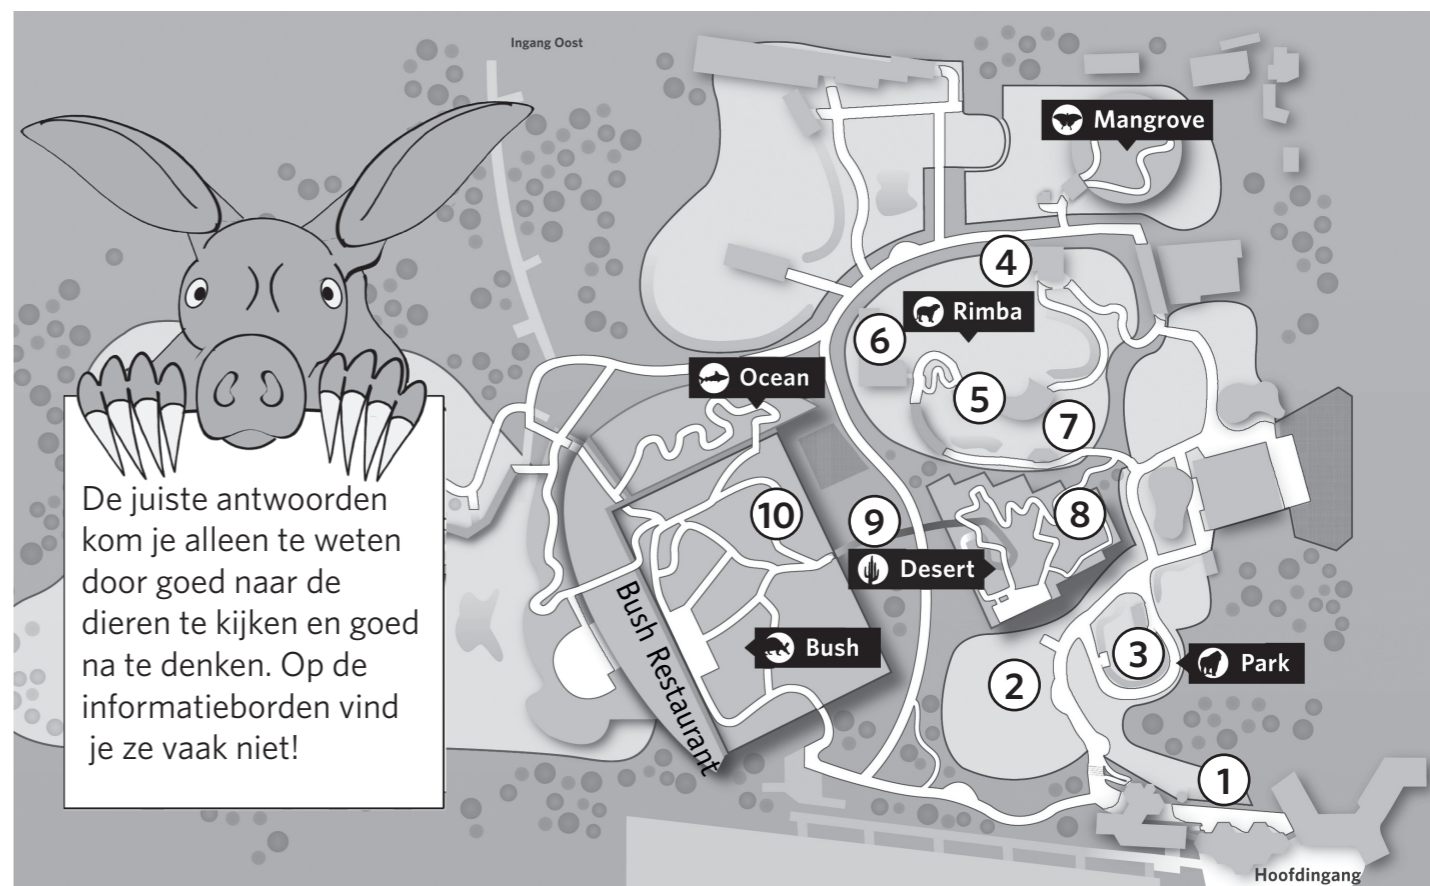 Ingang Oost
Mangrove
4
Rimba
6
Ocean
5
7
De juiste antwoorden
kom je alleen te weten
door goed naar de
dieren te kijken en goed
na te denken. Op de
informatieborden vind
je ze vaak niet!
10
9
8
Desert
Bush Restaurant
Bush
3
Park
2
1
Hoofdingang